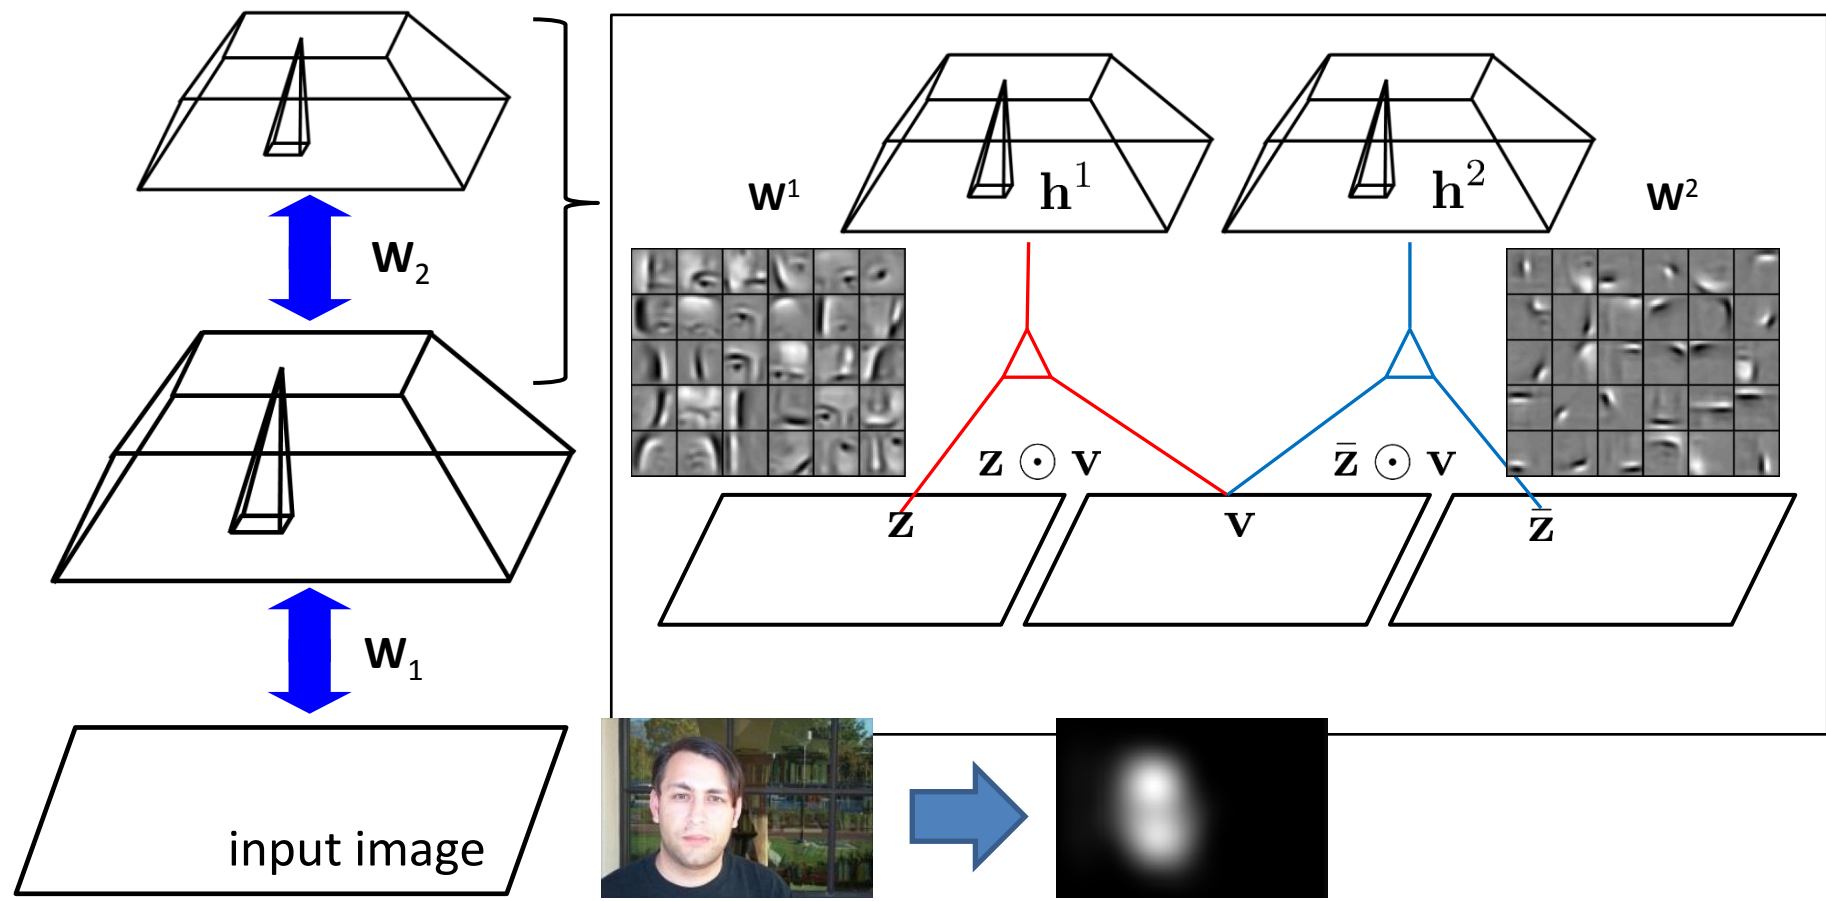 W₂
W₁
input image
W¹
h¹
h²
W²
z ⊙ v
z̄ ⊙ v
z
v
z̄